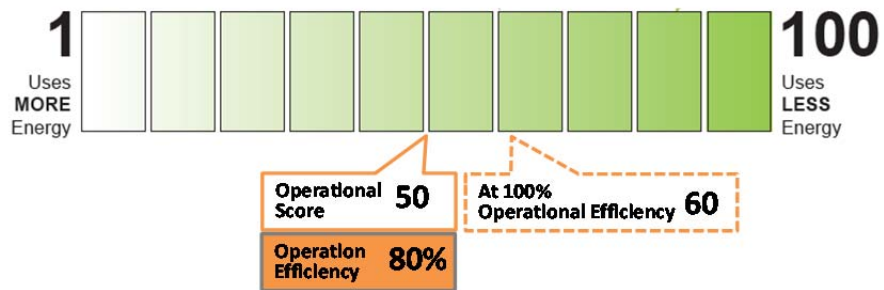 1
Uses
MORE
Energy
100
Uses
LESS
Energy
Operational
Score
50
At 100%
Operational Efficiency
60
Operation
Efficiency
80%